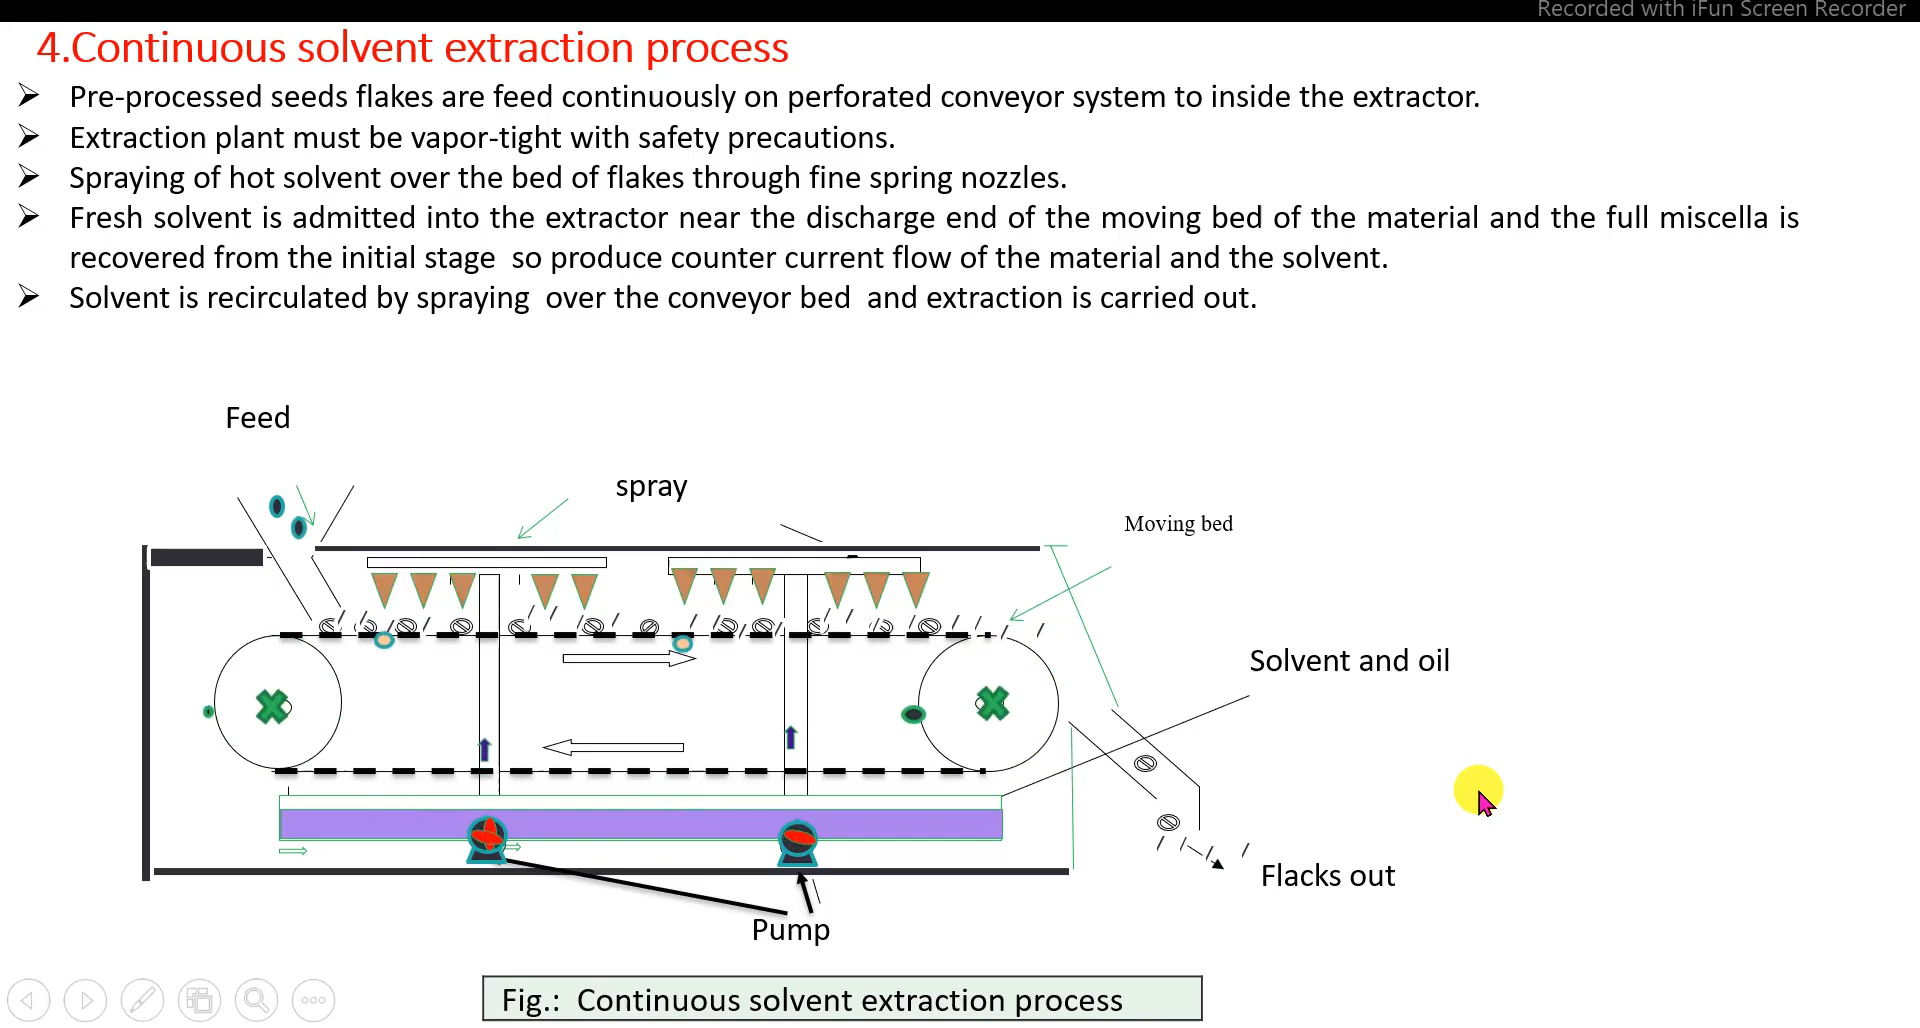 Recorded with iFun Screen Recorder
4.Continuous solvent extraction process
Pre-processed seeds flakes are feed continuously on perforated conveyor system to inside the extractor.
Extraction plant must be vapor-tight with safety precautions.
Spraying of hot solvent over the bed of flakes through fine spring nozzles.
Fresh solvent is admitted into the extractor near the discharge end of the moving bed of the material and the full miscella is
recovered from the initial stage so produce counter current flow of the material and the solvent.
Solvent is recirculated by spraying over the conveyor bed and extraction is carried out.
Feed
spray
Moving bed
Solvent and oil
Flacks out
Pump
Fig.: Continuous solvent extraction process